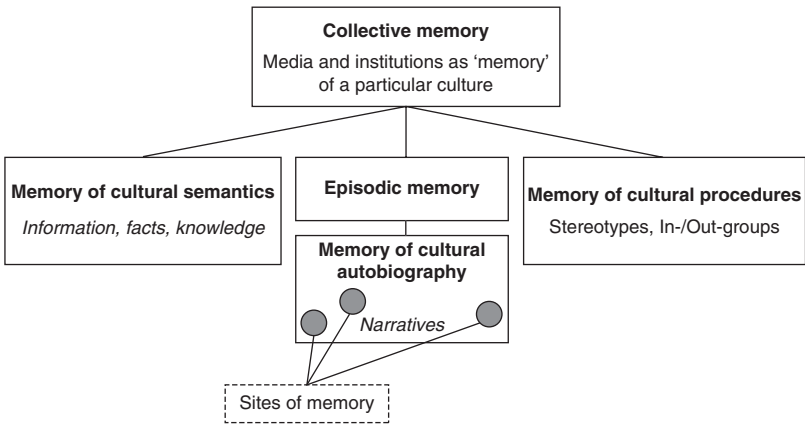 Collective memory
Media and institutions as ‘memory’
of a particular culture
Memory of cultural semantics
Information, facts, knowledge
Episodic memory
Memory of cultural procedures
Stereotypes, In-/Out-groups
Memory of cultural
autobiography
Narratives
Sites of memory